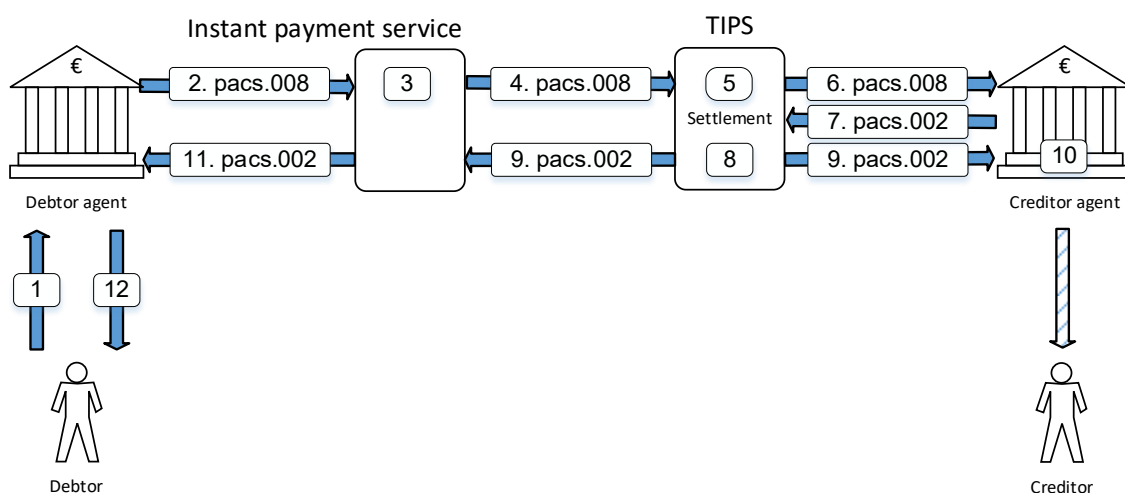 Instant payment service
TIPS
€
2. pacs.008
3
4. pacs.008
5
6. pacs.008
€
Settlement
7. pacs.002
11. pacs.002
9. pacs.002
8
9. pacs.002
10
Debtor agent
Creditor agent
1
12
Debtor
Creditor